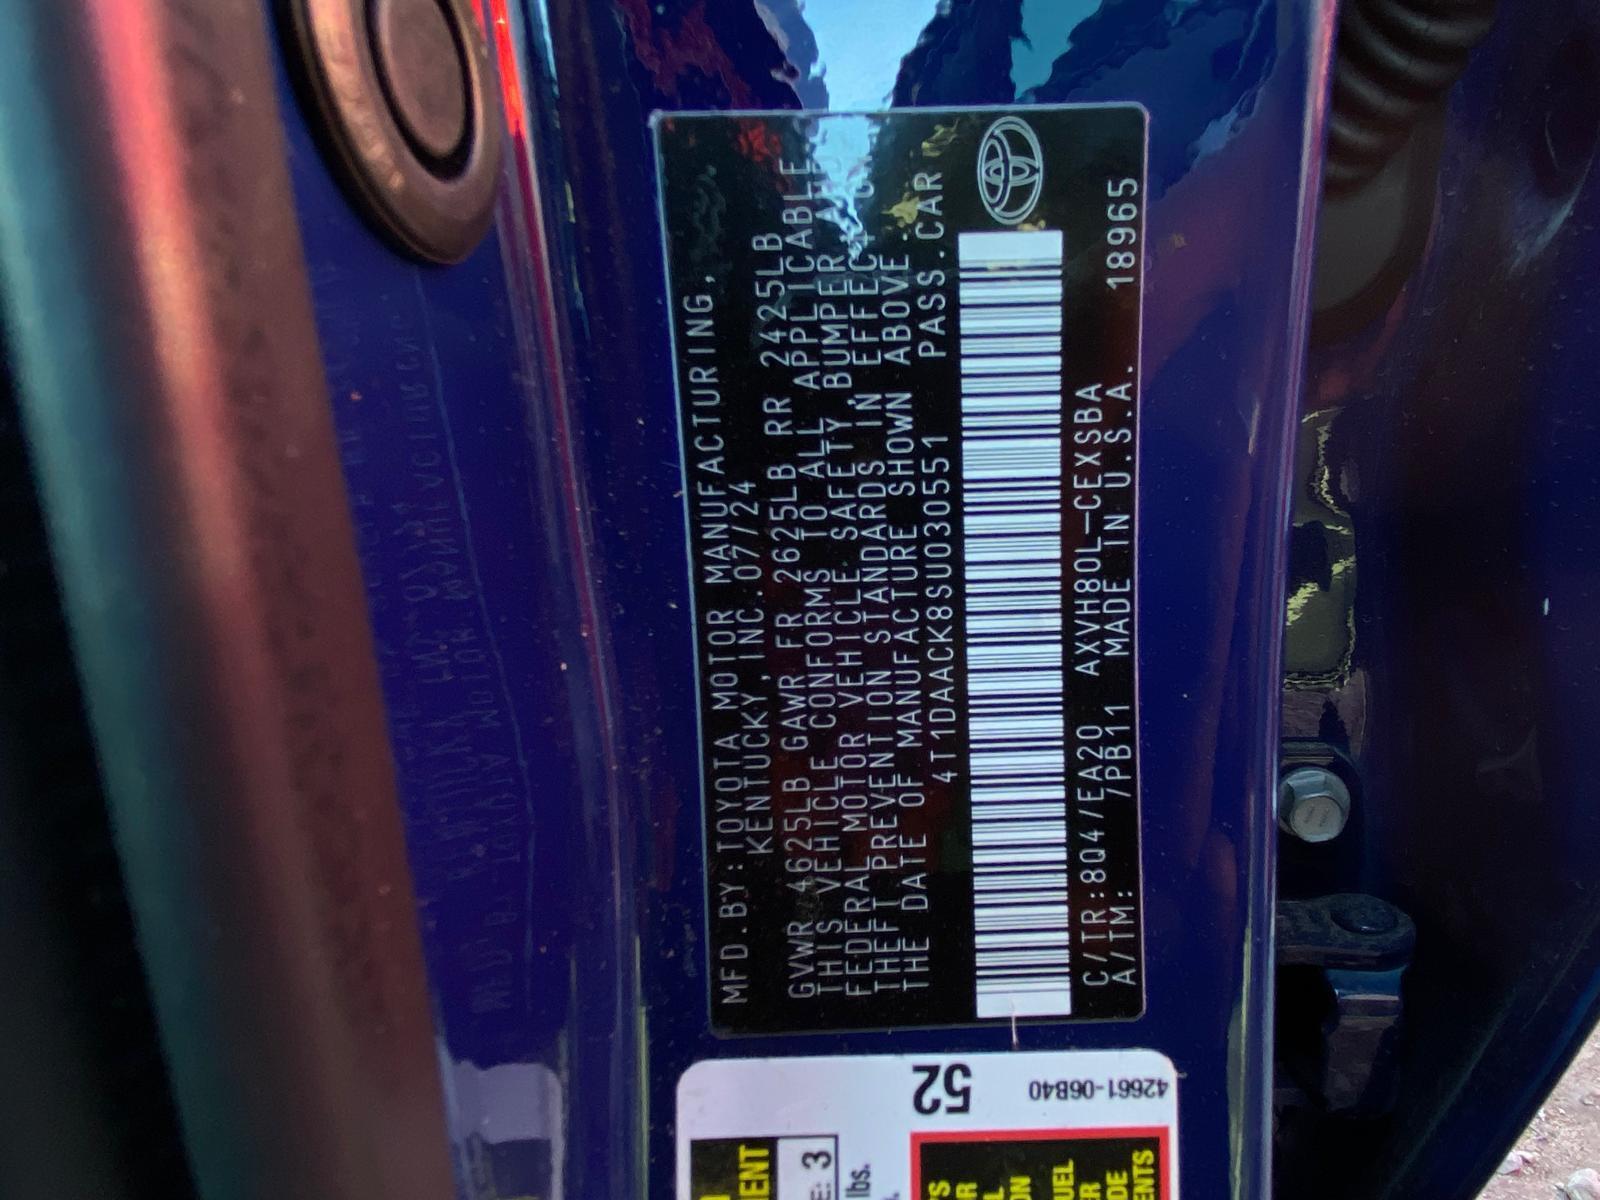 MFD.BY:TOYOTA MOTOR MANUFACTURING,
KENTUCKY,INC.07/24
GVWR 4625LB GAWR FR 2625LB RR 2425LB
THIS VEHICLE CONFORMS TO ALL APPLICABLE
FEDERAL MOTOR VEHICLE SAFETY,BUMPER,AND
THEFT PREVENTION STANDARDS IN EFFECT ON
THE DATE OF MANUFACTURE SHOWN ABOVE.
4T1DAACK8SU030551 PASS.CAR
C/TR:8Q4/EA20 AXVH80L-CEXSBA
A/TM: /PB11 MADE IN U.S.A. 18965
52
42661-06B40
3
lbs.